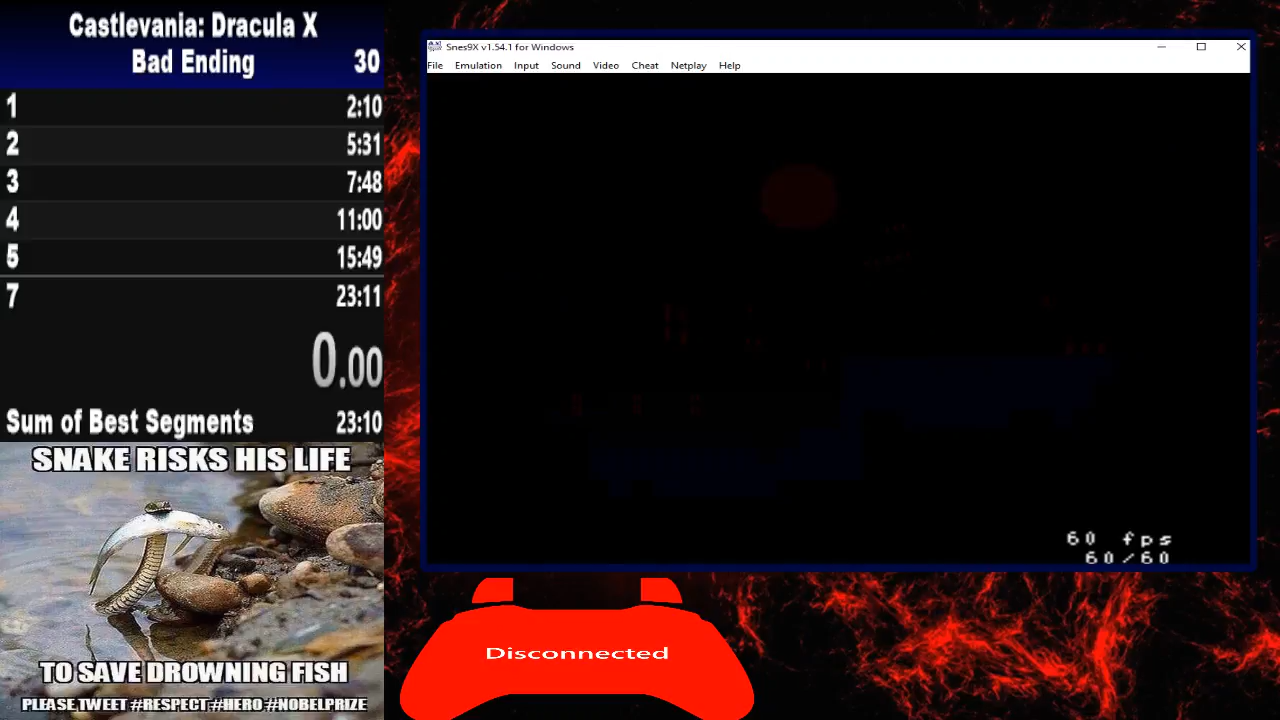 Castlevania: Dracula X
Bad Ending 30
1 2:10
2 5:31
3 7:48
4 11:00
5 15:49
7 23:11
0.00
Sum of Best Segments 23:10
SNAKE RISKS HIS LIFE
TO SAVE DROWNING FISH
PLEASE TWEET #RESPECT #HERO #NOBELPRIZE
Snes9X v1.54.1 for Windows
File Emulation Input Sound Video Cheat Netplay Help
60 fps
60/60
Disconnected